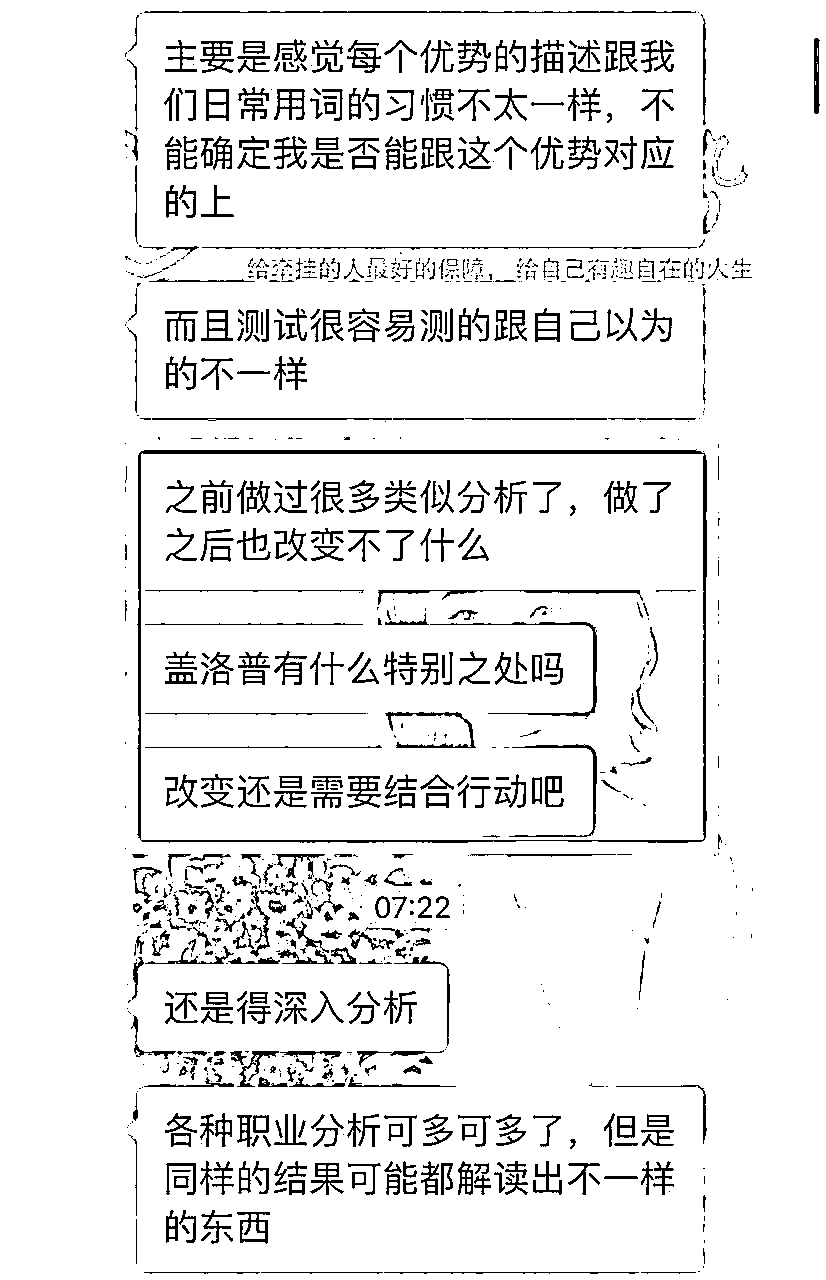 主要是感觉每个优势的描述跟我
们日常用词的习惯不太一样，不
能确定我是否能跟这个优势对应
的上
给牵挂的人最好的保障，给自己有趣自在的人生
而且测试很容易测的跟自己以为
的不一样
之前做过很多类似分析了，做了
之后也改变不了什么
盖洛普有什么特别之处吗
改变还是需要结合行动吧
07:22
还是得深入分析
各种职业分析可多可多了，但是
同样的结果可能都解读出不一样
的东西